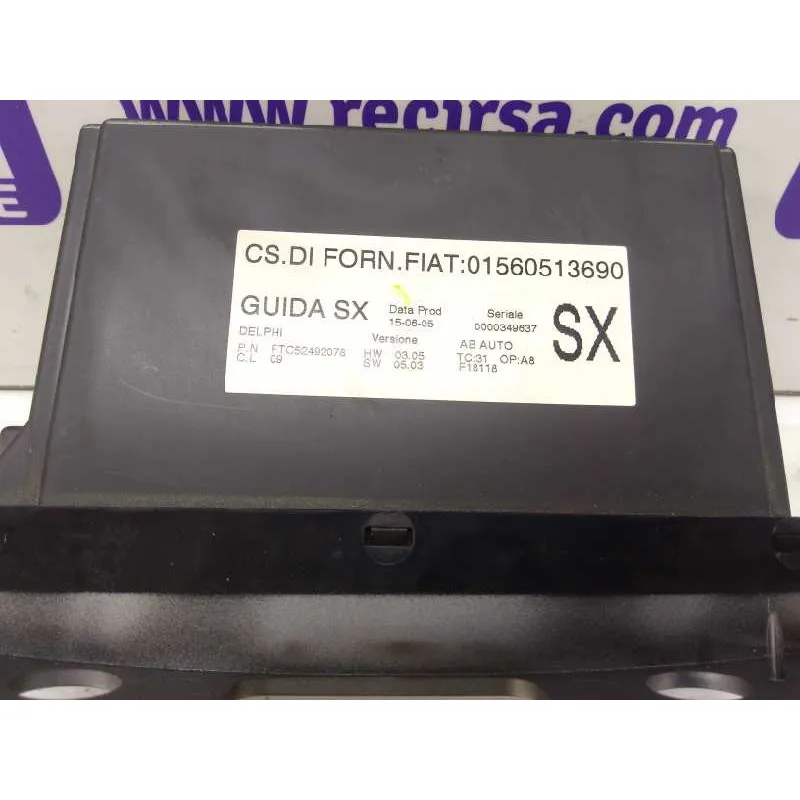 www.recirsa.com
CS.DI FORN.FIAT:01560513690
GUIDA SX
Data Prod
15-06-05
Seriale
0000349637
SX
DELPHI
Versione
AB AUTO
P.N FTC52492078
HW 03.05
TC:31 OP:A8
C.L 09
SW 05.03
F18118